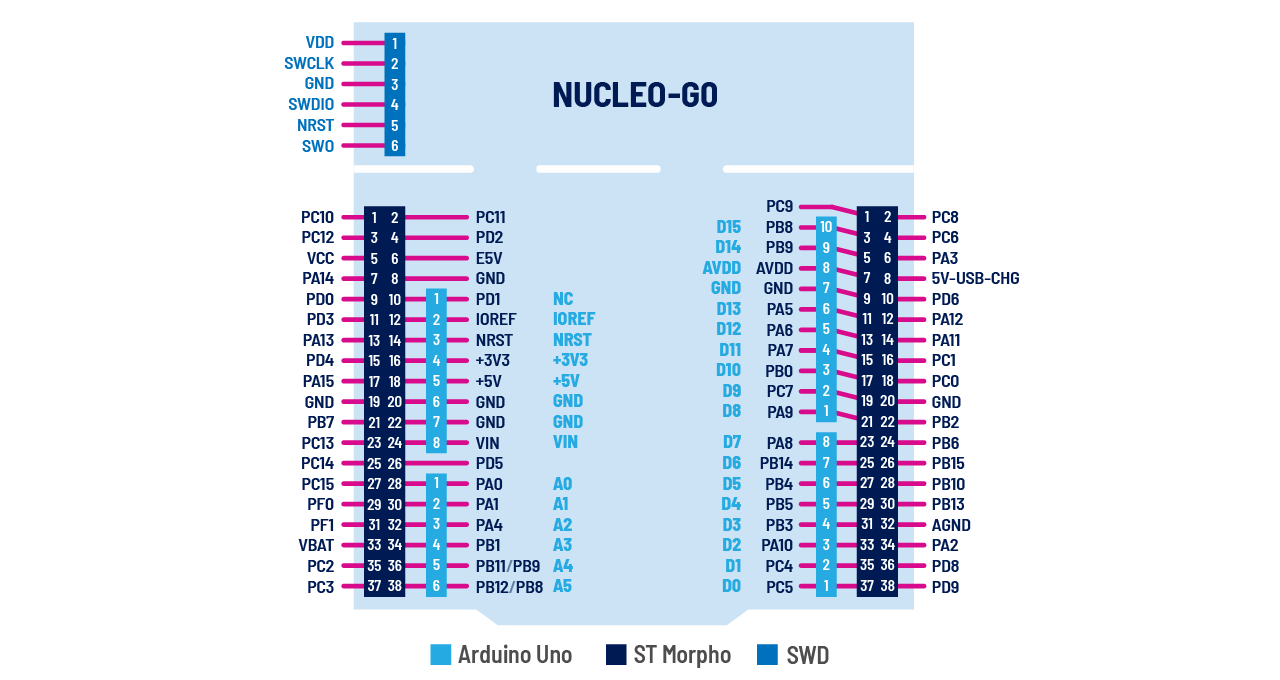 NUCLEO-G0
VDD 1
SWCLK 2
GND 3
SWDIO 4
NRST 5
SWO 6
PC10 1 2 PC11
PC12 3 4 PD2
VCC 5 6 E5V
PA14 7 8 GND
PD0 9 10 1 PD1 NC
PD3 11 12 2 IOREF IOREF
PA13 13 14 3 NRST NRST
PD4 15 16 4 +3V3 +3V3
PA15 17 18 5 +5V +5V
GND 19 20 6 GND GND
PB7 21 22 7 GND GND
PC13 23 24 8 VIN VIN
PC14 25 26 PD5
PC15 27 28 1 PA0 A0
PF0 29 30 2 PA1 A1
PF1 31 32 3 PA4 A2
VBAT 33 34 4 PB1 A3
PC2 35 36 5 PB11/PB9 A4
PC3 37 38 6 PB12/PB8 A5
PC9 1 2 PC8
D15 PB8 10 3 4 PC6
D14 PB9 9 5 6 PA3
AVDD AVDD 8 7 8 5V-USB-CHG
GND GND 7 9 10 PD6
D13 PA5 6 11 12 PA12
D12 PA6 5 13 14 PA11
D11 PA7 4 15 16 PC1
D10 PB0 3 17 18 PC0
D9 PC7 2 19 20 GND
D8 PA9 1 21 22 PB2
D7 PA8 8 23 24 PB6
D6 PB14 7 25 26 PB15
D5 PB4 6 27 28 PB10
D4 PB5 5 29 30 PB13
D3 PB3 4 31 32 AGND
D2 PA10 3 33 34 PA2
D1 PC4 2 35 36 PD8
D0 PC5 1 37 38 PD9
Arduino Uno ST Morpho SWD